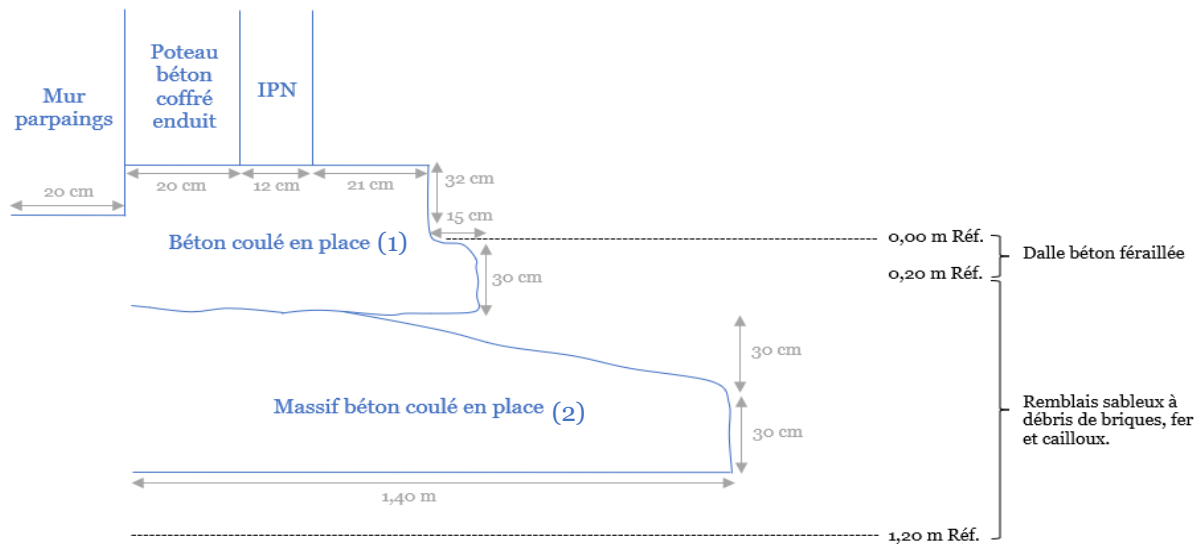 Mur
parpaings
Poteau
béton
coffré
enduit
IPN
20 cm
20 cm
12 cm
21 cm
32 cm
15 cm
Béton coulé en place (1)
30 cm
0,00 m Réf.
0,20 m Réf.
Dalle béton féraillée
30 cm
Massif béton coulé en place (2)
30 cm
Remblais sableux à
débris de briques, fer
et cailloux.
1,40 m
1,20 m Réf.